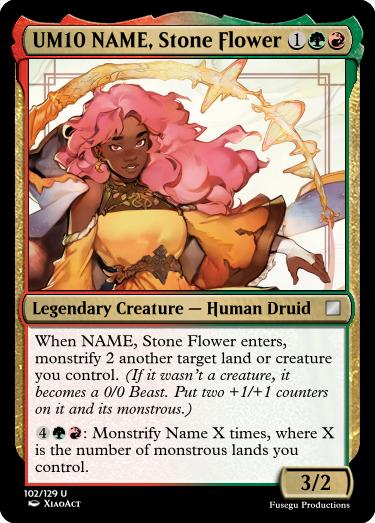 UM10 NAME, Stone Flower 1
Legendary Creature — Human Druid
When NAME, Stone Flower enters,
monstrify 2 another target land or creature
you control. (If it wasn't a creature, it
becomes a 0/0 Beast. Put two +1/+1 counters
on it and its monstrous.)
4: Monstrify Name X times, where X
is the number of monstrous lands you
control.
3/2
102/129 U
XiaoAct
Fusegu Productions